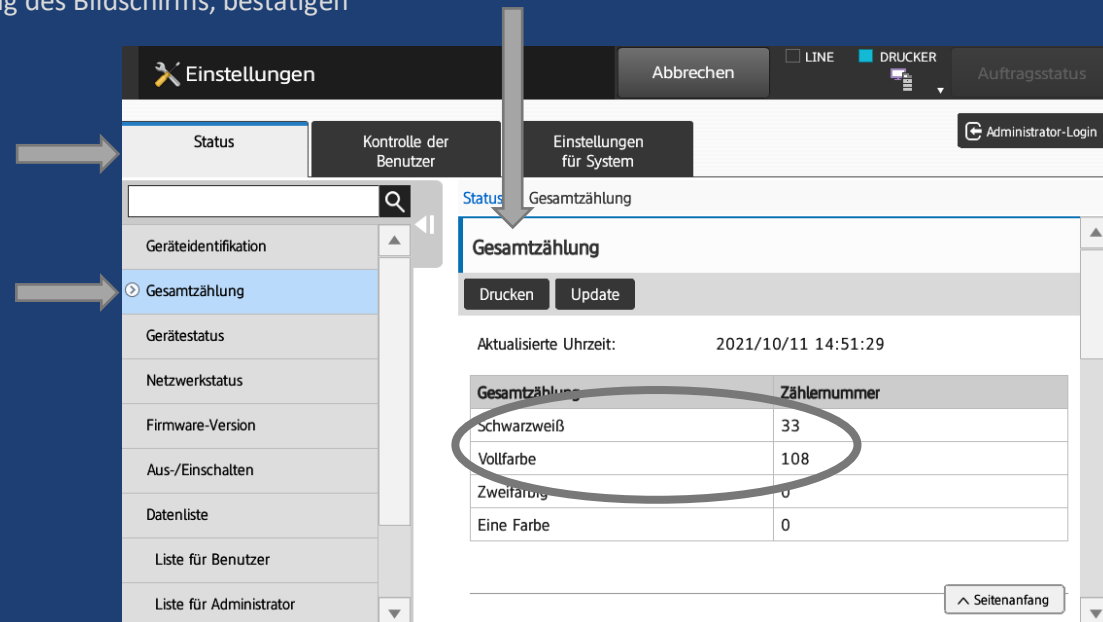 g des Bildschirms, bestätigen
Einstellungen
Abbrechen
LINE
DRUCKER
Auftragsstatus
Administrator-Login
Status
Kontrolle der
Benutzer
Einstellungen
für System
Status
Gesamtzählung
Geräteidentifikation
Gesamtzählung
Gerätestatus
Netzwerkstatus
Firmware-Version
Aus-/Einschalten
Datenliste
Liste für Benutzer
Liste für Administrator
Gesamtzählung
Drucken
Update
Aktualisierte Uhrzeit: 2021/10/11 14:51:29
Gesamtzählung Zählernummer
Schwarzweiß 33
Vollfarbe 108
Zweifarbig 0
Eine Farbe 0
Seitenanfang